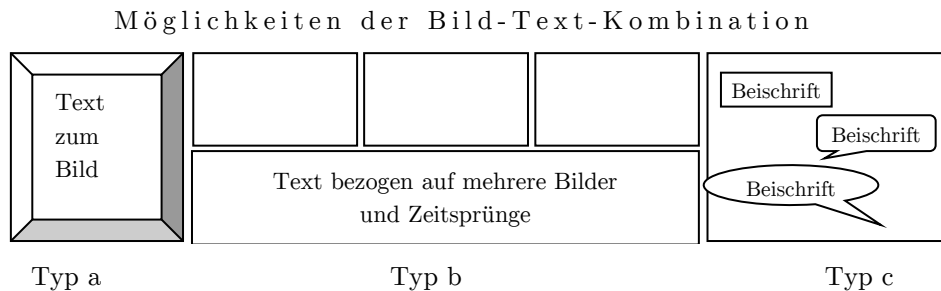 Möglichkeiten der Bild-Text-Kombination
Text
zum
Bild
Text bezogen auf mehrere Bilder
und Zeitsprünge
Beischrift
Beischrift
Beischrift
Typ a
Typ b
Typ c